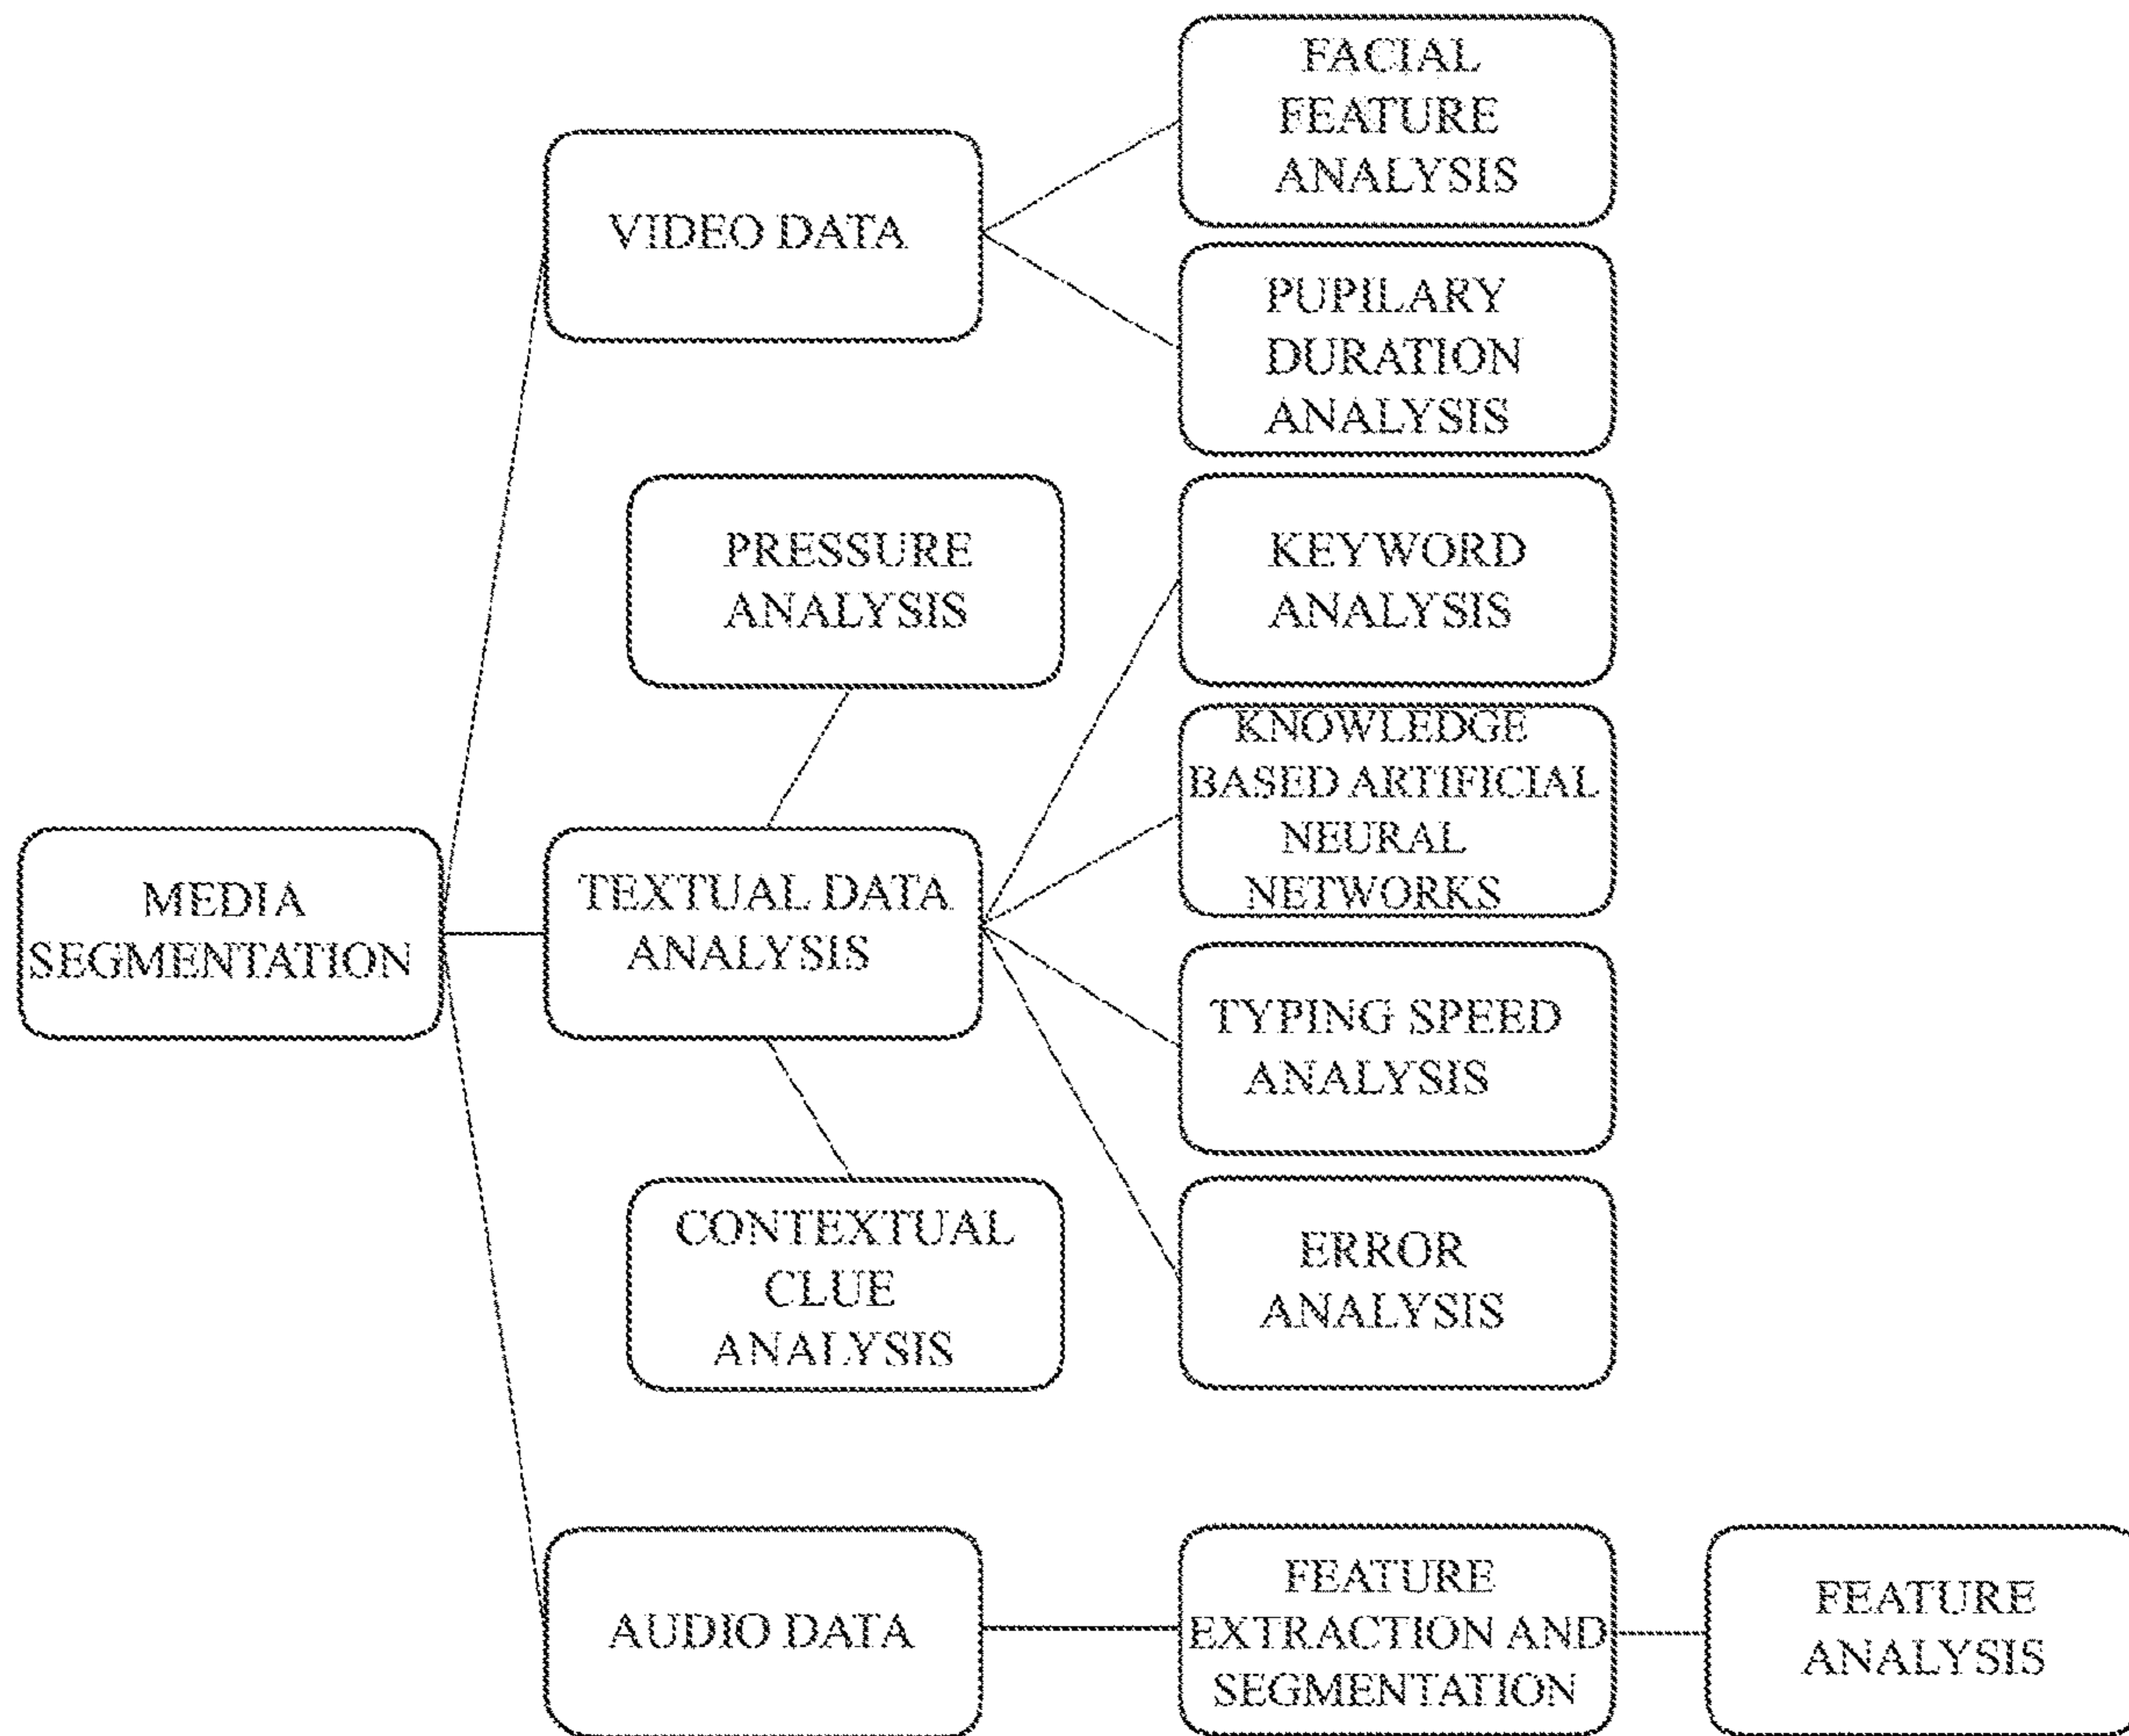 FACIAL
FEATURE
ANALYSIS
VIDEO DATA
PUPILARY
DURATION
ANALYSIS
PRESSURE
ANALYSIS
KEYWORD
ANALYSIS
KNOWLEDGE
BASED ARTIFICIAL
NEURAL
NETWORKS
MEDIA
SEGMENTATION
TEXTUAL DATA
ANALYSIS
TYPING SPEED
ANALYSIS
CONTEXTUAL
CLUE
ANALYSIS
ERROR
ANALYSIS
AUDIO DATA
FEATURE
EXTRACTION AND
SEGMENTATION
FEATURE
ANALYSIS